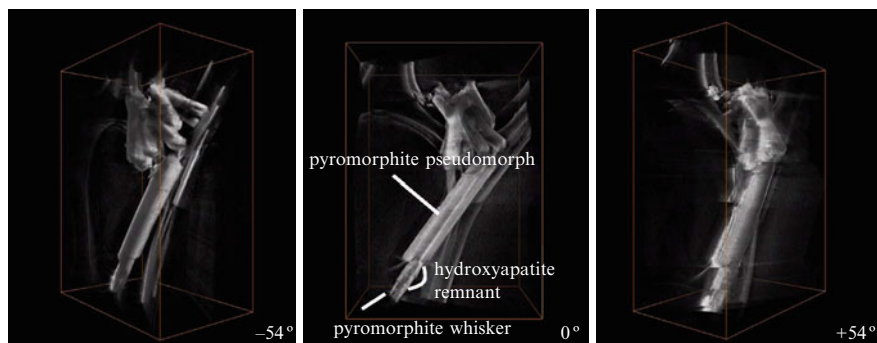 pyromorphite pseudomorph
hydroxyapatite
remnant
pyromorphite whisker
–54°
0°
+54°